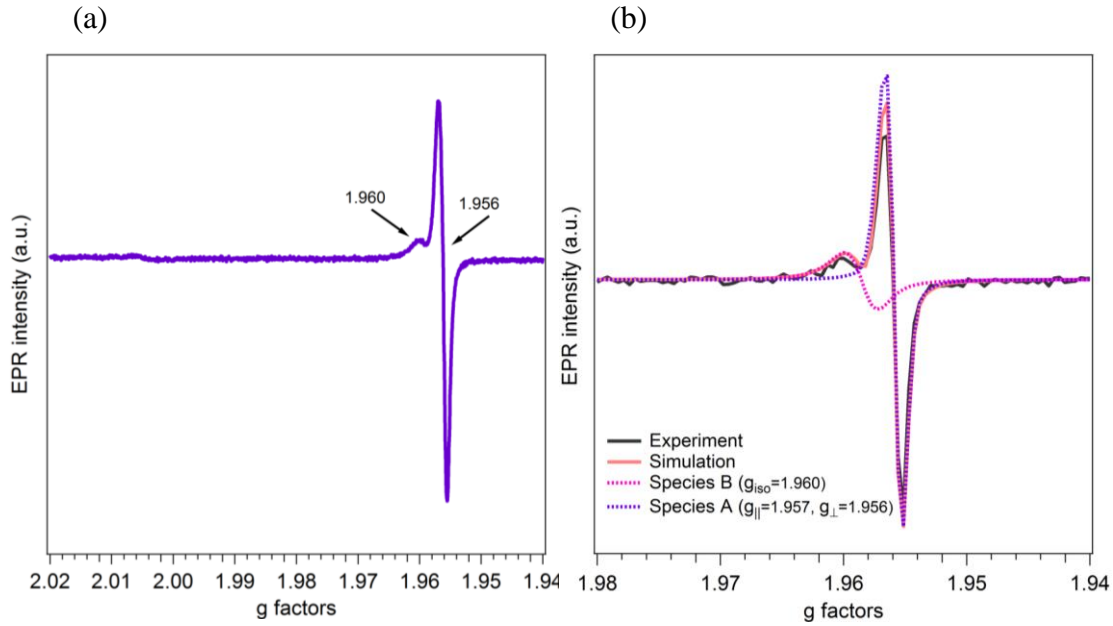 (a)
(b)
EPR intensity (a.u.)
1.960
1.956
2.02 2.01 2.00 1.99 1.98 1.97 1.96 1.95 1.94
g factors
EPR intensity (a.u.)
Experiment
Simulation
Species B (giso=1.960)
Species A (g||=1.957, g⊥=1.956)
1.98 1.97 1.96 1.95 1.94
g factors